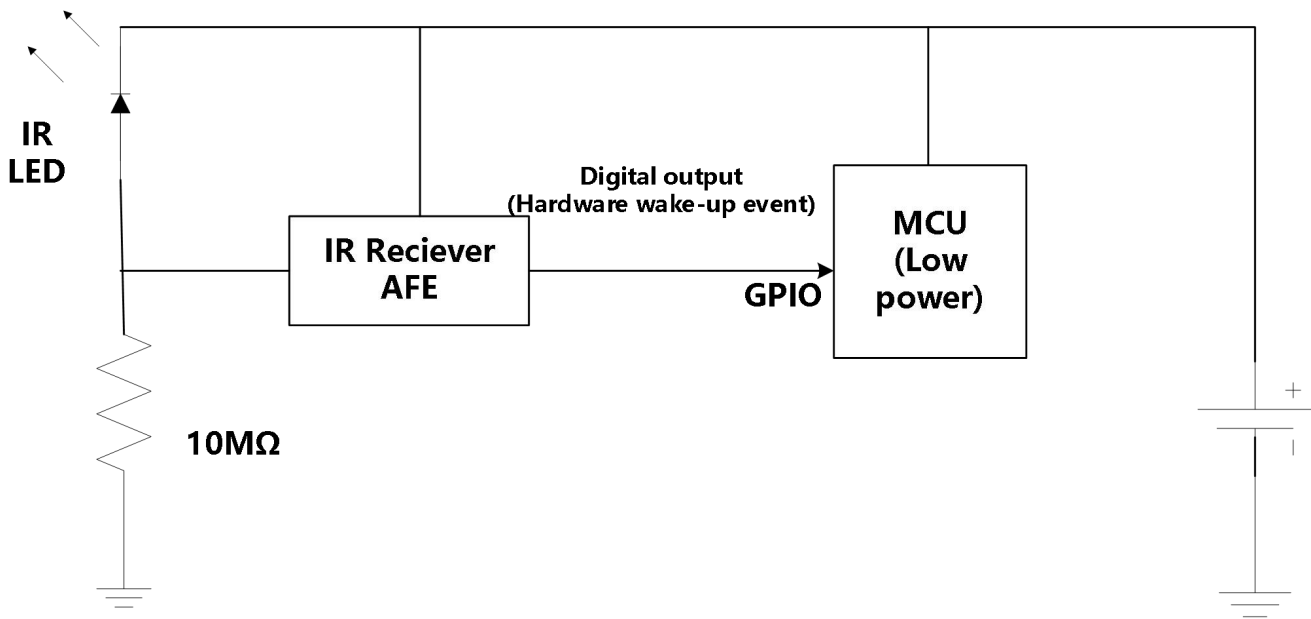 IR
LED
Digital output
(Hardware wake-up event)
IR Reciever
AFE
MCU
(Low
power)
GPIO
10MΩ
+
−